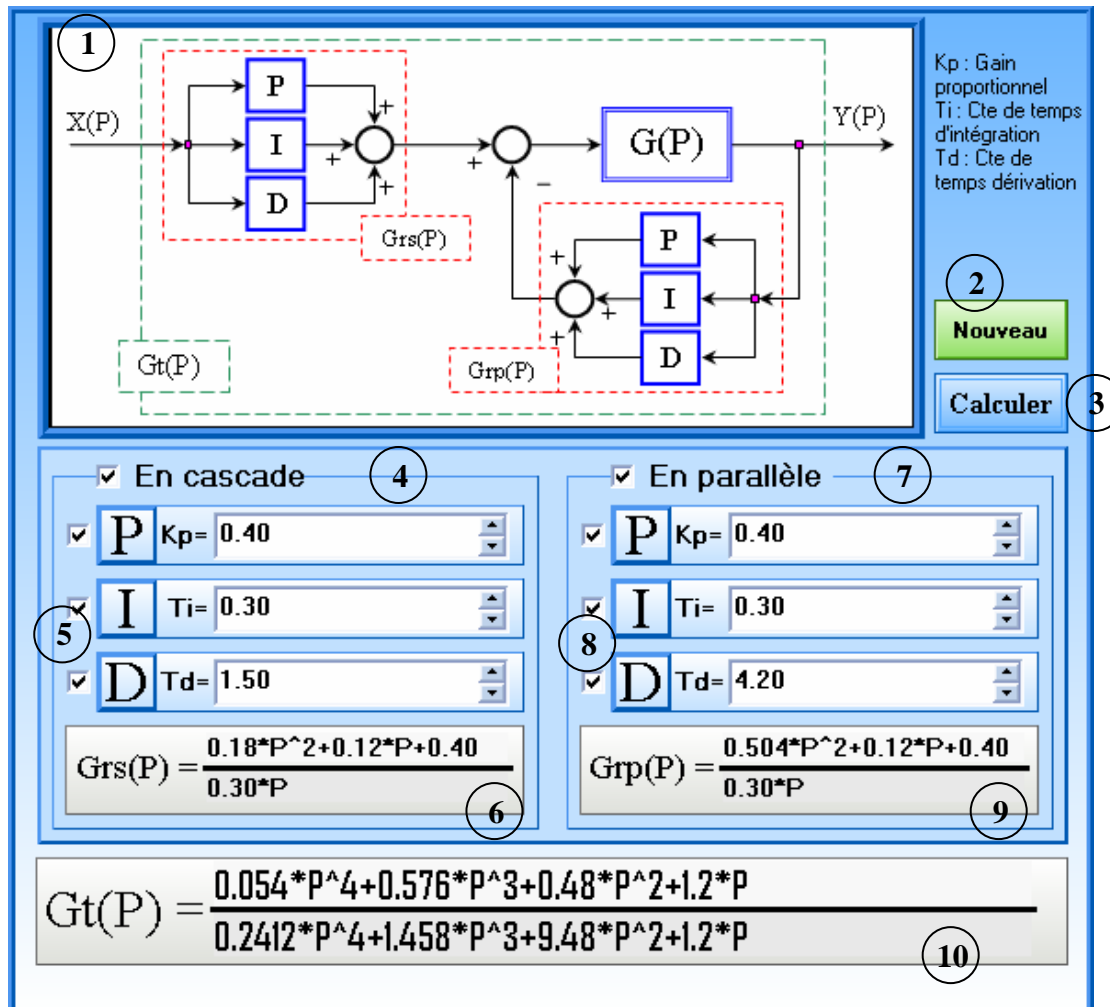 1
X(P)
P
I
D
+
+
+
Grs(P)
+
−
G(P)
Y(P)
P
I
D
+
+
+
Grp(P)
Gt(P)
Kp : Gain
proportionnel
Ti : Cte de temps
d'intégration
Td : Cte de
temps dérivation
2
Nouveau
Calculer
3
En cascade
4
P Kp= 0.40
I Ti= 0.30
5
D Td= 1.50
Grs(P) =
0.18*P^2+0.12*P+0.40
0.30*P
6
En parallèle
7
P Kp= 0.40
I Ti= 0.30
8
D Td= 4.20
Grp(P) =
0.504*P^2+0.12*P+0.40
0.30*P
9
Gt(P) =
0.054*P^4+0.576*P^3+0.48*P^2+1.2*P
0.2412*P^4+1.458*P^3+9.48*P^2+1.2*P
10